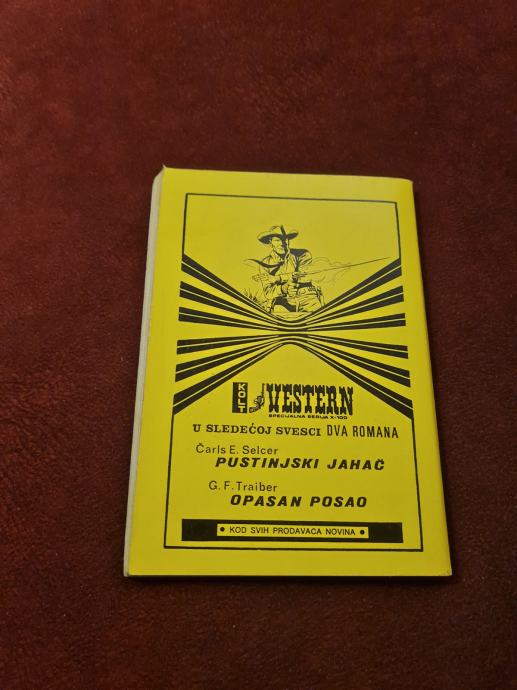 KOLT WESTERN
SPECIJALNA SERIJA X-100
U SLEDEĆOJ SVESCI DVA ROMANA
Čarls E. Selcer
PUSTINJSKI JAHAČ
G. F. Traiber
OPASAN POSAO
• KOD SVIH PRODAVACA NOVINA •